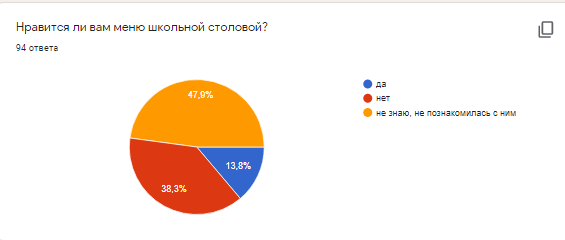 Нравится ли вам меню школьной столовой?
94 ответа
47,9%
13,8%
38,3%
да
нет
не знаю, не познакомилась с ним